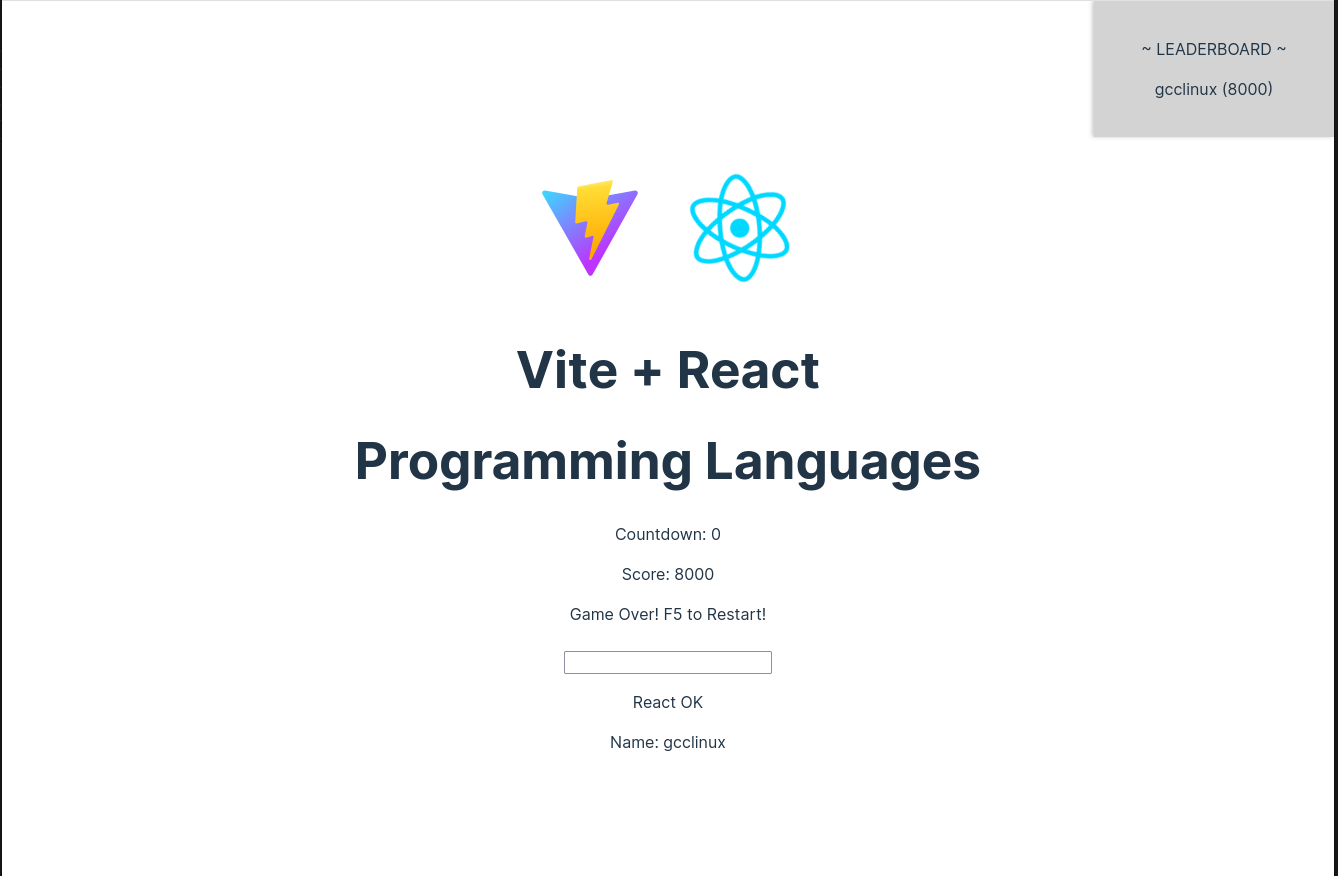 ~ LEADERBOARD ~
gcclinux (8000)
Vite + React
Programming Languages
Countdown: 0
Score: 8000
Game Over! F5 to Restart!
React OK
Name: gcclinux